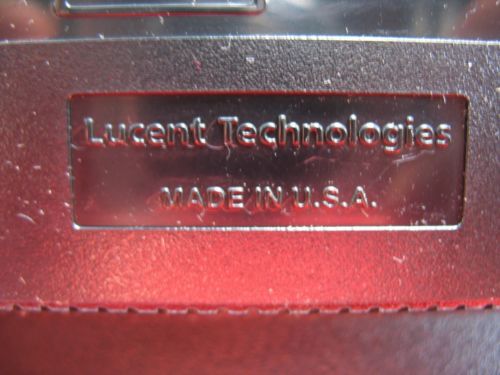 Lucent Technologies
MADE IN U.S.A.